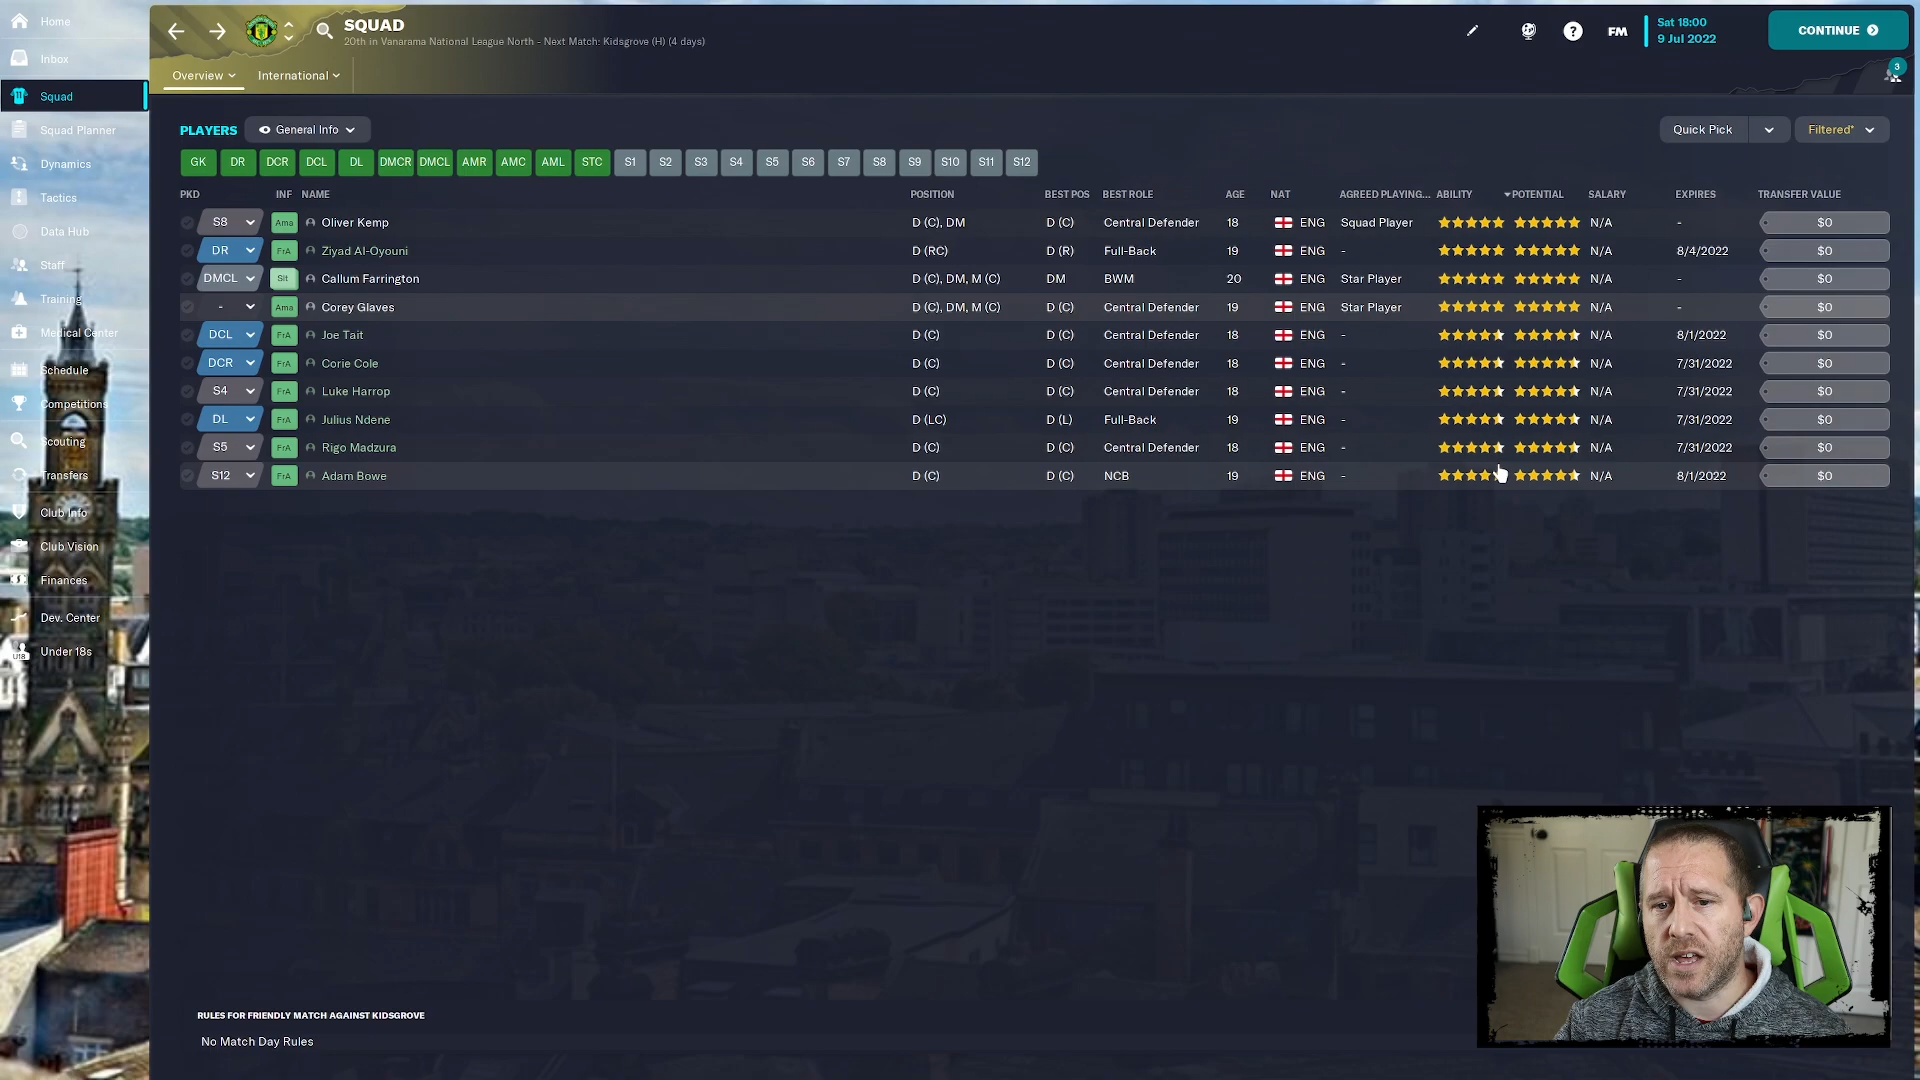 Home
Inbox
Squad
Squad Planner
Dynamics
Tactics
Data Hub
Staff
Training
Medical Center
Schedule
Competitions
Scouting
Transfers
Club Info
Club Vision
Finances
Dev. Center
U18 Under 18s
SQUAD
20th in Vanarama National League North - Next Match: Kidsgrove (H) (4 days)
? FM Sat 18:00
9 Jul 2022
CONTINUE
Overview International
3
PLAYERS General Info Quick Pick Filtered*
GK DR DCR DCL DL DMCR DMCL AMR AMC AML STC S1 S2 S3 S4 S5 S6 S7 S8 S9 S10 S11 S12
PKD INF NAME POSITION BEST POS BEST ROLE AGE NAT AGREED PLAYING... ABILITY POTENTIAL SALARY EXPIRES TRANSFER VALUE
S8 Ama Oliver Kemp D (C), DM D (C) Central Defender 18 ENG Squad Player N/A - $0
DR FrA Ziyad Al-Oyouni D (RC) D (R) Full-Back 19 ENG - N/A 8/4/2022 $0
DMCL Slt Callum Farrington D (C), DM, M (C) DM BWM 20 ENG Star Player N/A - $0
- Ama Corey Glaves D (C), DM, M (C) D (C) Central Defender 19 ENG Star Player N/A - $0
DCL FrA Joe Tait D (C) D (C) Central Defender 18 ENG - N/A 8/1/2022 $0
DCR FrA Corie Cole D (C) D (C) Central Defender 18 ENG - N/A 7/31/2022 $0
S4 FrA Luke Harrop D (C) D (C) Central Defender 18 ENG - N/A 7/31/2022 $0
DL FrA Julius Ndene D (LC) D (L) Full-Back 19 ENG - N/A 7/31/2022 $0
S5 FrA Rigo Madzura D (C) D (C) Central Defender 18 ENG - N/A 7/31/2022 $0
S12 FrA Adam Bowe D (C) D (C) NCB 19 ENG - N/A 8/1/2022 $0
RULES FOR FRIENDLY MATCH AGAINST KIDSGROVE
No Match Day Rules